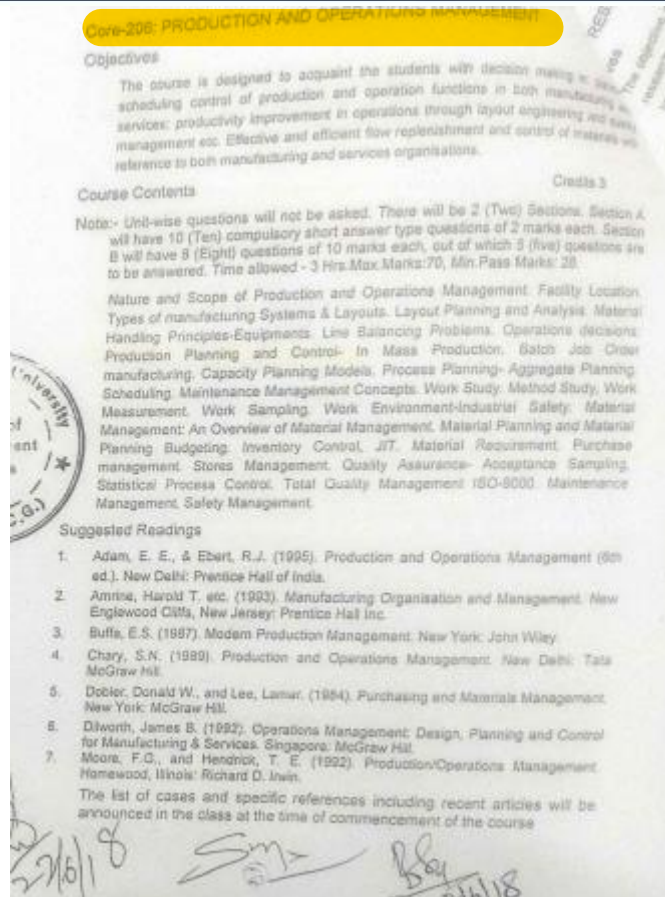 Core-206: PRODUCTION AND OPERATIONS MANAGEMENT
Objectives
The course is designed to acquaint the students with decision making in
scheduling control of production and operation functions in both manufacturing
services; productivity improvement in operations through layout engineering and
management etc. Effective and efficient flow replenishment and control of materials
reference to both manufacturing and services organisations.
Credits 3
Course Contents
Note:- Unit-wise questions will not be asked. There will be 2 (Two) Sections. Section A
will have 10 (Ten) compulsory short answer type questions of 2 marks each. Section
B will have 8 (Eight) questions of 10 marks each, out of which 5 (five) questions are
to be answered. Time allowed - 3 Hrs.Max.Marks:70, Min.Pass Marks: 28.
Nature and Scope of Production and Operations Management. Facility Location.
Types of manufacturing Systems & Layouts. Layout Planning and Analysis. Material
Handling Principles-Equipments. Line Balancing Problems. Operations decisions
Production Planning and Control- In Mass Production. Batch Job Order
manufacturing. Capacity Planning Models. Process Planning- Aggregate Planning.
Scheduling. Maintenance Management Concepts. Work Study. Method Study, Work
Measurement. Work Sampling. Work Environment-Industrial Safety. Material
Management: An Overview of Material Management. Material Planning and Material
Planning Budgeting. Inventory Control, JIT. Material Requirement. Purchase
management. Stores Management. Quality Assurance- Acceptance Sampling,
Statistical Process Control. Total Quality Management ISO-9000. Maintenance
Management. Safety Management.
Suggested Readings
1. Adam, E. E., & Ebert, R.J. (1995). Production and Operations Management (6th
ed.). New Delhi: Prentice Hall of India.
2. Amrine, Harold T. etc. (1993). Manufacturing Organisation and Management. New
Englewood Cliffs, New Jersey: Prentice Hall Inc.
3. Buffa, E.S. (1987). Modern Production Management. New York: John Wiley
4. Chary, S.N. (1989). Production and Operations Management. New Delhi: Tata
McGraw Hill.
5. Dobler, Donald W., and Lee, Lamar. (1984). Purchasing and Materials Management.
New York: McGraw Hill.
6. Dilworth, James B. (1992). Operations Management: Design, Planning and Control
for Manufacturing & Services. Singapore: McGraw Hill.
7. Moore, F.G., and Hendrick, T. E. (1992). Production/Operations Management.
Homewood, Illinois: Richard D. Irwin.
The list of cases and specific references including recent articles will be
announced in the class at the time of commencement of the course